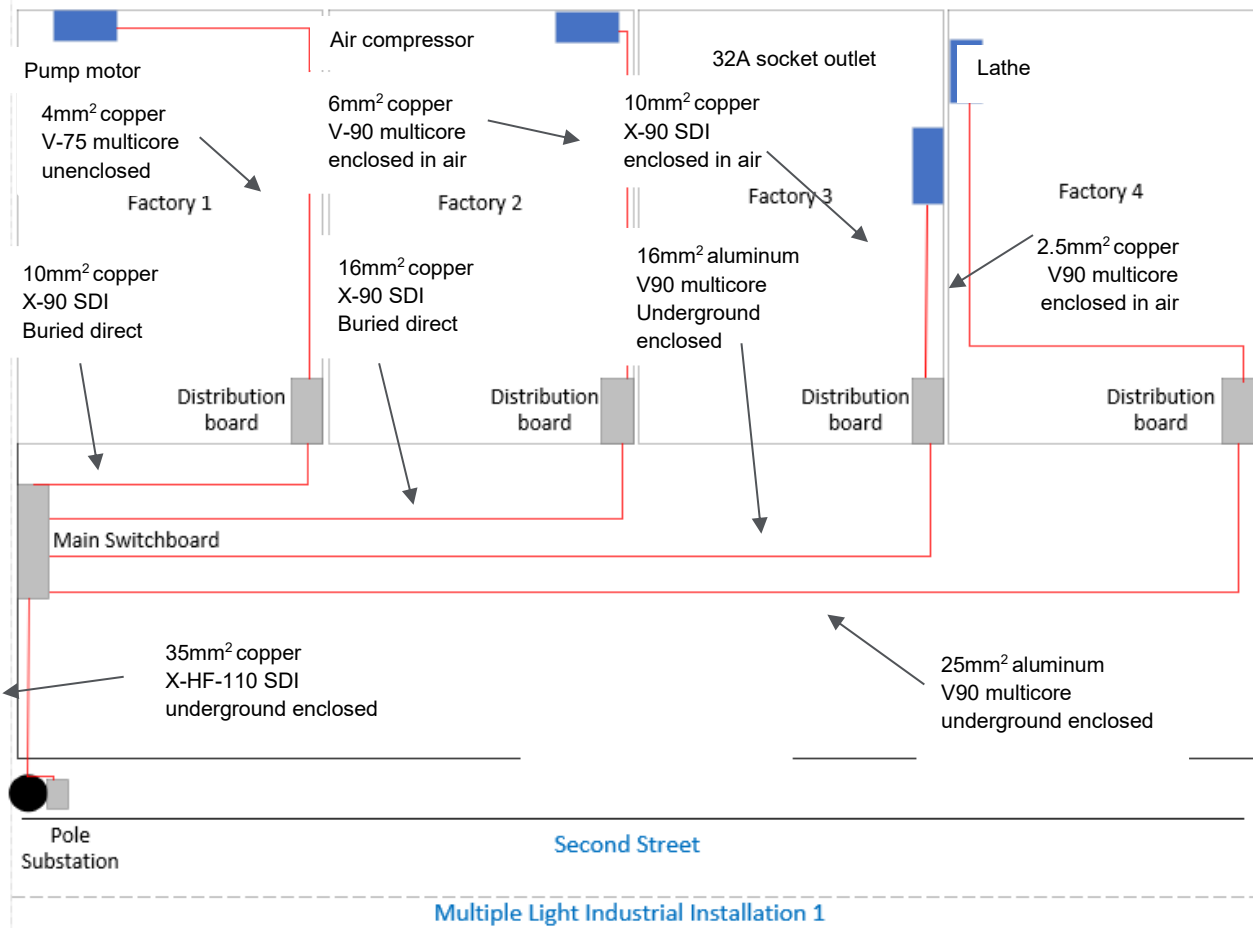 Pump motor
4mm² copper
V-75 multicore
unenclosed
Factory 1
10mm² copper
X-90 SDI
Buried direct
Distribution
board
Air compressor
6mm² copper
V-90 multicore
enclosed in air
Factory 2
16mm² copper
X-90 SDI
Buried direct
Distribution
board
32A socket outlet
10mm² copper
X-90 SDI
enclosed in air
Factory 3
16mm² aluminum
V90 multicore
Underground
enclosed
Distribution
board
Lathe
Factory 4
2.5mm² copper
V90 multicore
enclosed in air
Distribution
board
Main Switchboard
35mm² copper
X-HF-110 SDI
underground enclosed
25mm² aluminum
V90 multicore
underground enclosed
Pole
Substation
Second Street
Multiple Light Industrial Installation 1